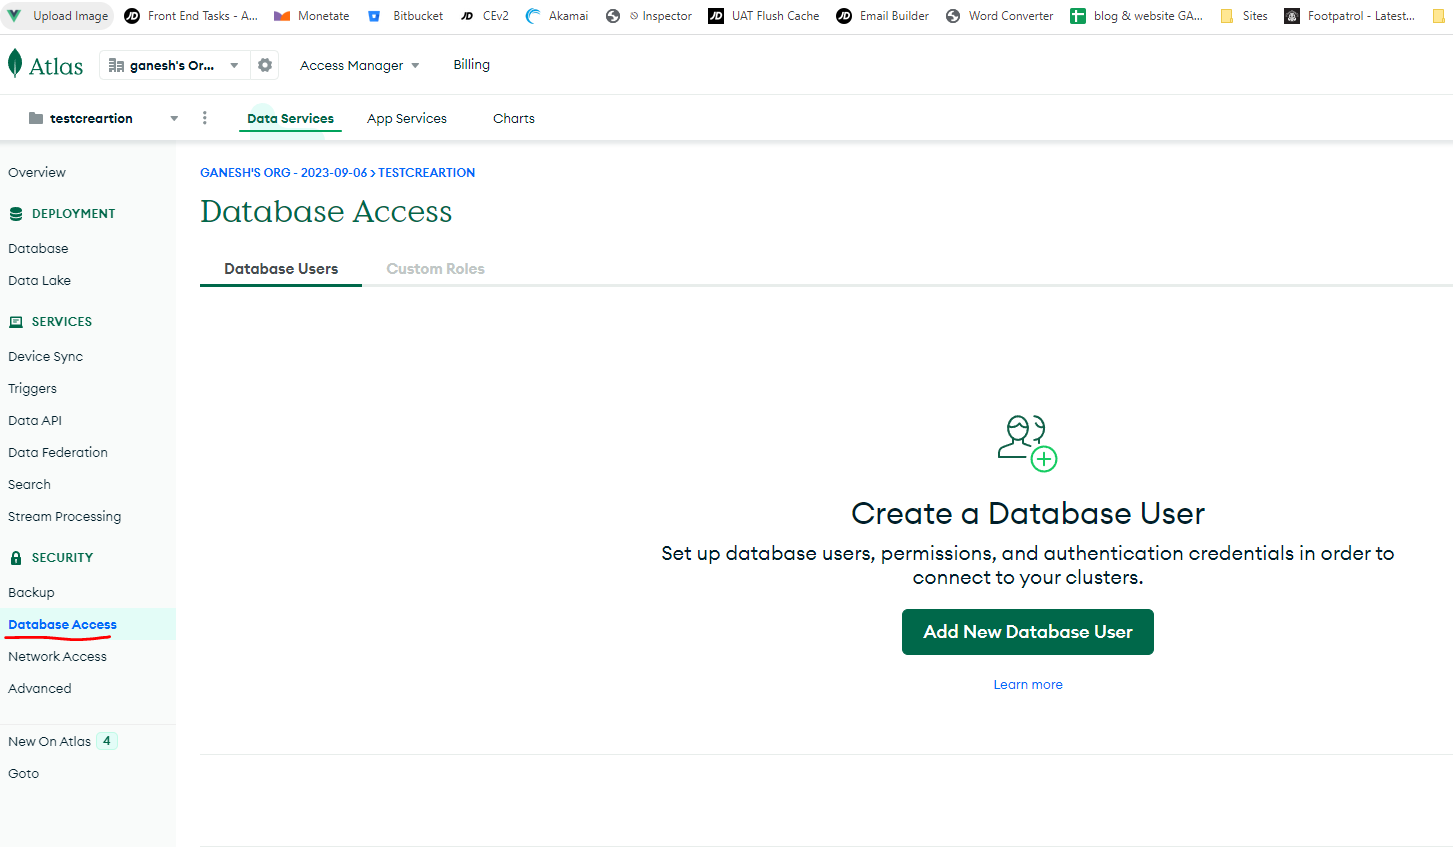 Upload Image Front End Tasks - A... Monetate Bitbucket CEv2 Akamai Inspector UAT Flush Cache Email Builder Word Converter blog & website GA... Sites Footpatrol - Latest...
Atlas ganesh's Or... Access Manager Billing
testcreartion Data Services App Services Charts
Overview
DEPLOYMENT
Database
Data Lake
SERVICES
Device Sync
Triggers
Data API
Data Federation
Search
Stream Processing
SECURITY
Backup
Database Access
Network Access
Advanced
New On Atlas 4
Goto
GANESH'S ORG - 2023-09-06 > TESTCREARTION
Database Access
Database Users Custom Roles
Create a Database User
Set up database users, permissions, and authentication credentials in order to
connect to your clusters.
Add New Database User
Learn more